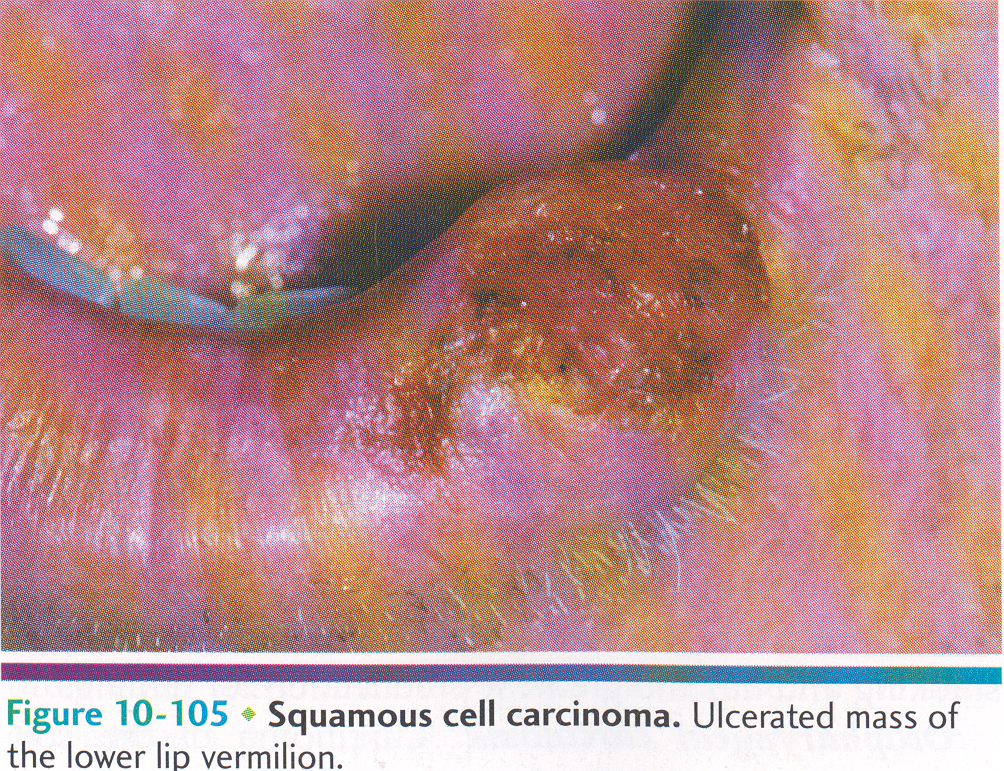 Figure 10-105 ◆ Squamous cell carcinoma. Ulcerated mass of
the lower lip vermilion.